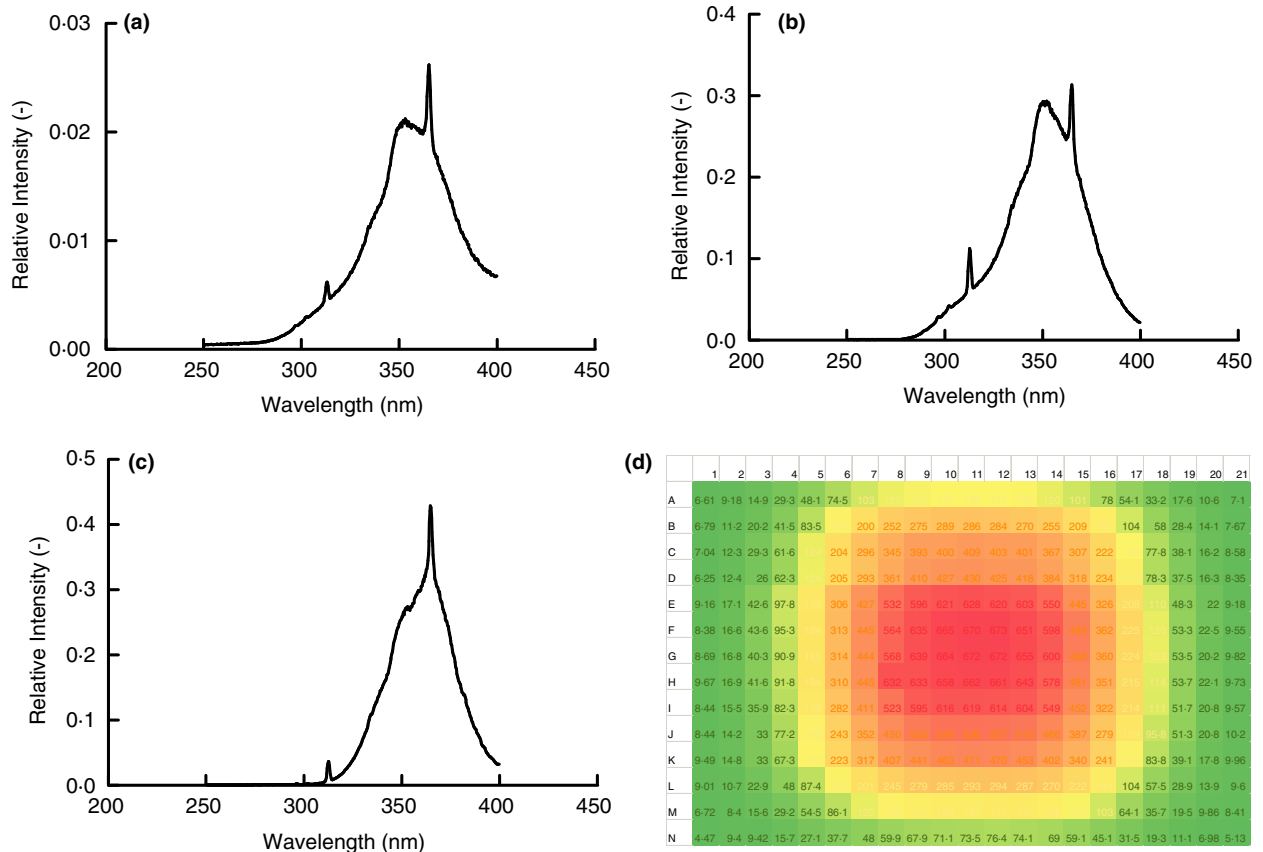 (a)
0·03
0·02
0·01
0·00
200 250 300 350 400 450
Relative Intensity (-)
Wavelength (nm)
(b)
0·4
0·3
0·2
0·1
0·0
200 250 300 350 400 450
Relative Intensity (-)
Wavelength (nm)
(c)
0·5
0·4
0·3
0·2
0·1
0·0
200 250 300 350 400 450
Relative Intensity (-)
Wavelength (nm)
(d)
1 2 3 4 5 6 7 8 9 10 11 12 13 14 15 16 17 18 19 20 21
A 6·61 9·18 14·9 29·3 48·1 74·5 103 101 78 54·1 33·2 17·6 10·6 7·1
B 6·79 11·2 20·2 41·5 83·5 200 252 275 289 286 284 270 255 209 104 58 28·4 14·1 7·67
C 7·04 12·3 29·3 61·6 204 296 345 393 400 409 403 401 367 307 222 77·8 38·1 16·2 8·58
D 6·25 12·4 26 62·3 205 293 361 410 427 430 425 416 384 318 234 78·3 37·5 16·3 8·35
E 9·16 17·1 42·6 97·8 306 427 532 596 621 628 620 603 550 445 326 208 110 48·3 22 9·18
F 8·38 16·6 43·6 95·3 313 445 564 635 665 670 673 651 598 362 225 53·3 22·5 9·55
G 8·69 16·8 40·3 90·9 314 444 568 639 664 672 672 655 600 360 224 53·5 20·2 9·82
H 9·67 16·9 41·6 91·8 310 445 632 633 658 662 661 643 578 481 351 215 53·7 22·1 9·73
I 8·44 15·5 35·9 82·3 282 411 523 595 616 619 614 604 549 452 322 214 51·7 20·8 9·57
J 8·44 14·2 33 77·2 243 352 387 279 95·8 51·3 20·8 10·2
K 9·49 14·8 33 67·3 223 317 407 441 470 453 402 340 241 83·8 39·1 17·8 9·96
L 9·01 10·7 22·9 48 87·4 201 245 279 285 293 294 287 270 222 104 57·5 28·9 13·9 9·6
M 6·72 8·4 15·6 29·2 54·5 86·1 103 64·1 35·7 19·5 9·86 8·41
N 4·47 9·4 9·42 15·7 27·1 37·7 48 59·9 67·9 71·1 73·5 76·4 74·1 69 59·1 45·1 31·5 19·3 11·1 6·98 5·13